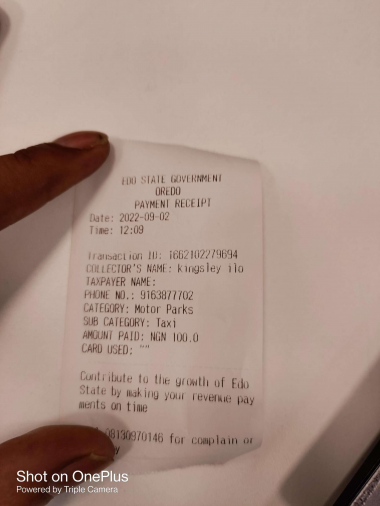 EDO STATE GOVERNMENT
OREDO
PAYMENT RECEIPT
Date: 2022-09-02
Time: 12:09
Transaction ID: 1662102279694
COLLECTOR'S NAME: kingsley ilo
TAXPAYER NAME:
PHONE NO.: 9163877702
CATEGORY: Motor Parks
SUB CATEGORY: Taxi
AMOUNT PAID: NGN 100.0
CARD USED: ""
Contribute to the growth of Edo
State by making your revenue pay
ments on time
08130970146 for complain or
Shot on OnePlus
Powered by Triple Camera